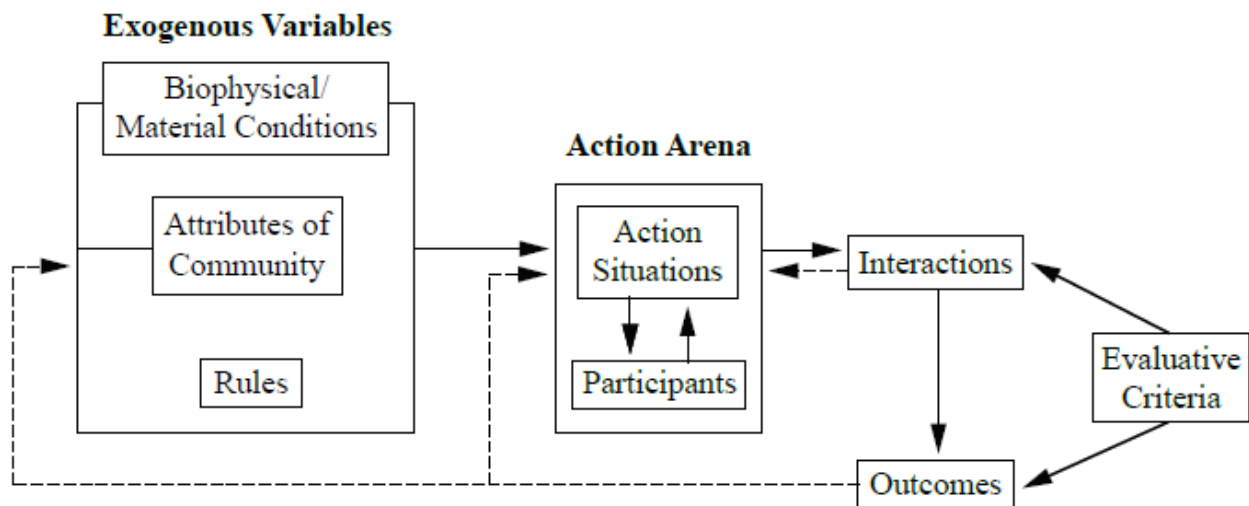 Exogenous Variables
Biophysical/
Material Conditions
Attributes of
Community
Rules
Action Arena
Action
Situations
Participants
Interactions
Outcomes
Evaluative
Criteria